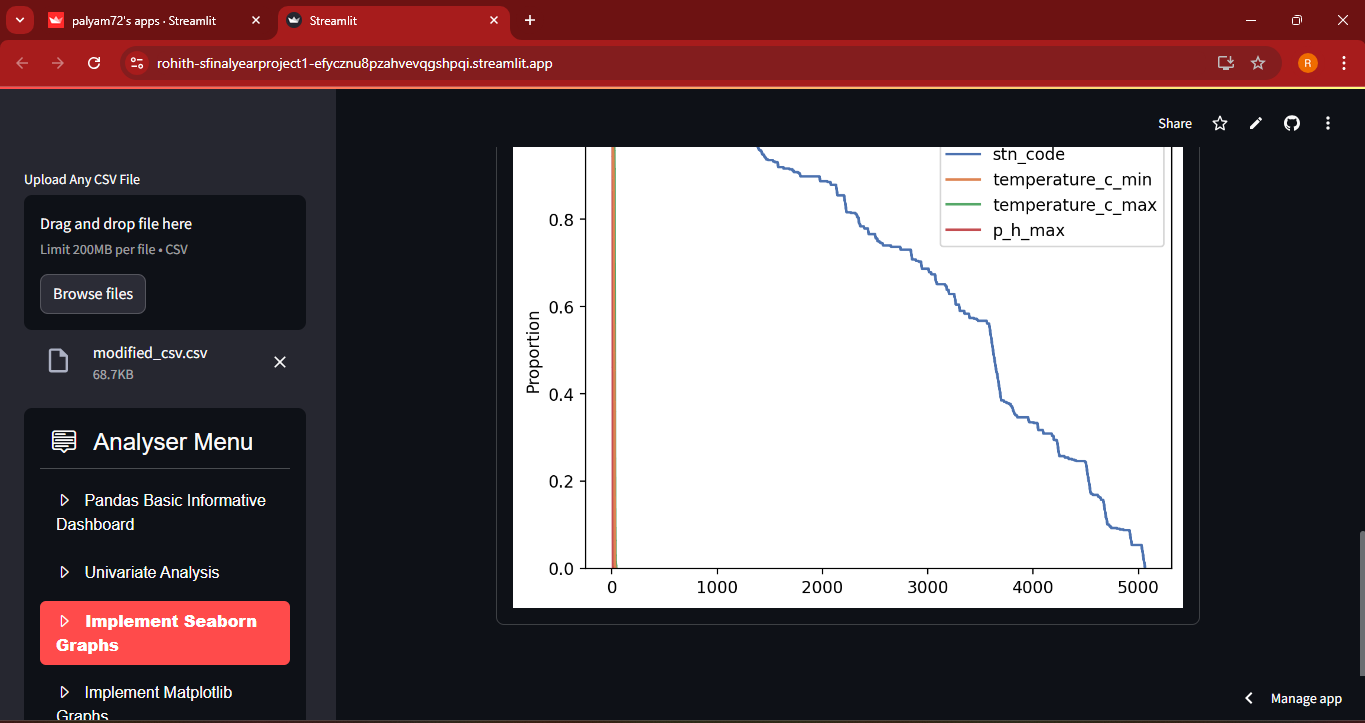 palyam72's apps · Streamlit
Streamlit
rohith-sfinalyearproject1-efycznu8pzahvevqgshpqi.streamlit.app
R
Share
Upload Any CSV File
Drag and drop file here
Limit 200MB per file • CSV
Browse files
modified_csv.csv
68.7KB
Analyser Menu
Pandas Basic Informative
Dashboard
Univariate Analysis
Implement Seaborn
Graphs
Implement Matplotlib
Graphs
stn_code
temperature_c_min
temperature_c_max
p_h_max
Proportion
0.8
0.6
0.4
0.2
0.0
0 1000 2000 3000 4000 5000
Manage app